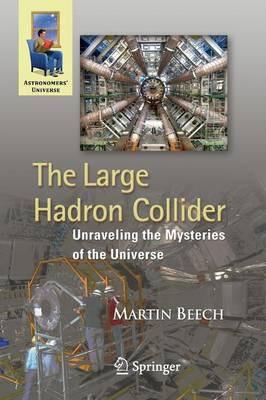 ASTRONOMERS'
UNIVERSE
The Large
Hadron Collider
Unraveling the Mysteries
of the Universe
MARTIN BEECH
Springer